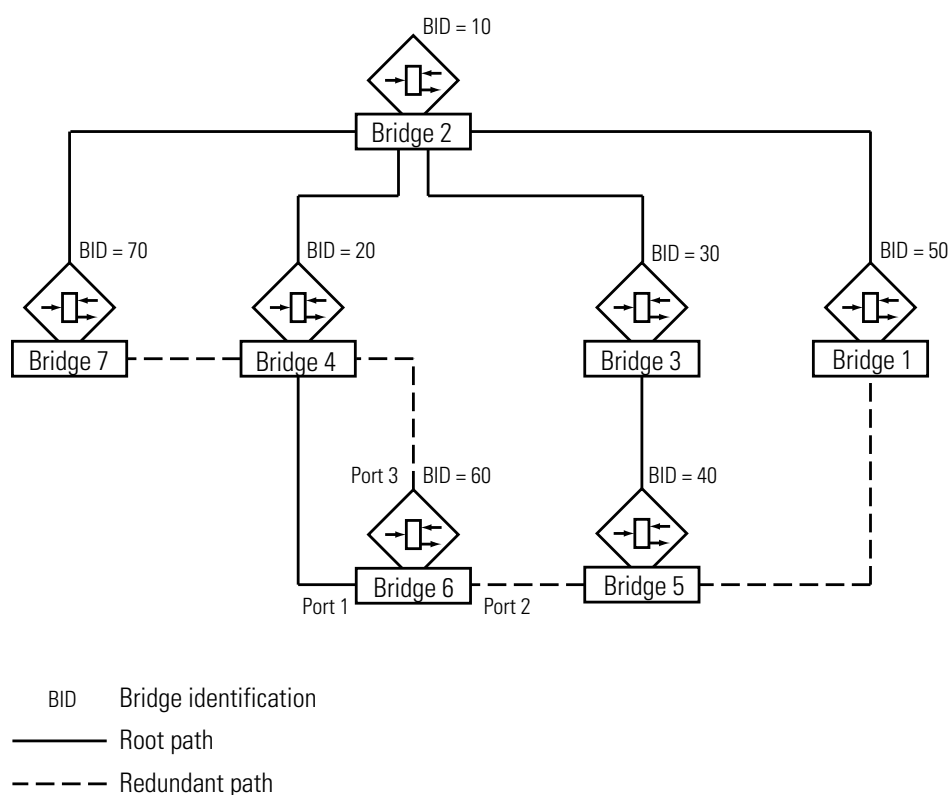 BID = 10
Bridge 2
BID = 70
BID = 20
BID = 30
BID = 50
Bridge 7
Bridge 4
Bridge 3
Bridge 1
Port 3
BID = 60
BID = 40
Bridge 6
Bridge 5
Port 1
Port 2
BID Bridge identification
Root path
Redundant path